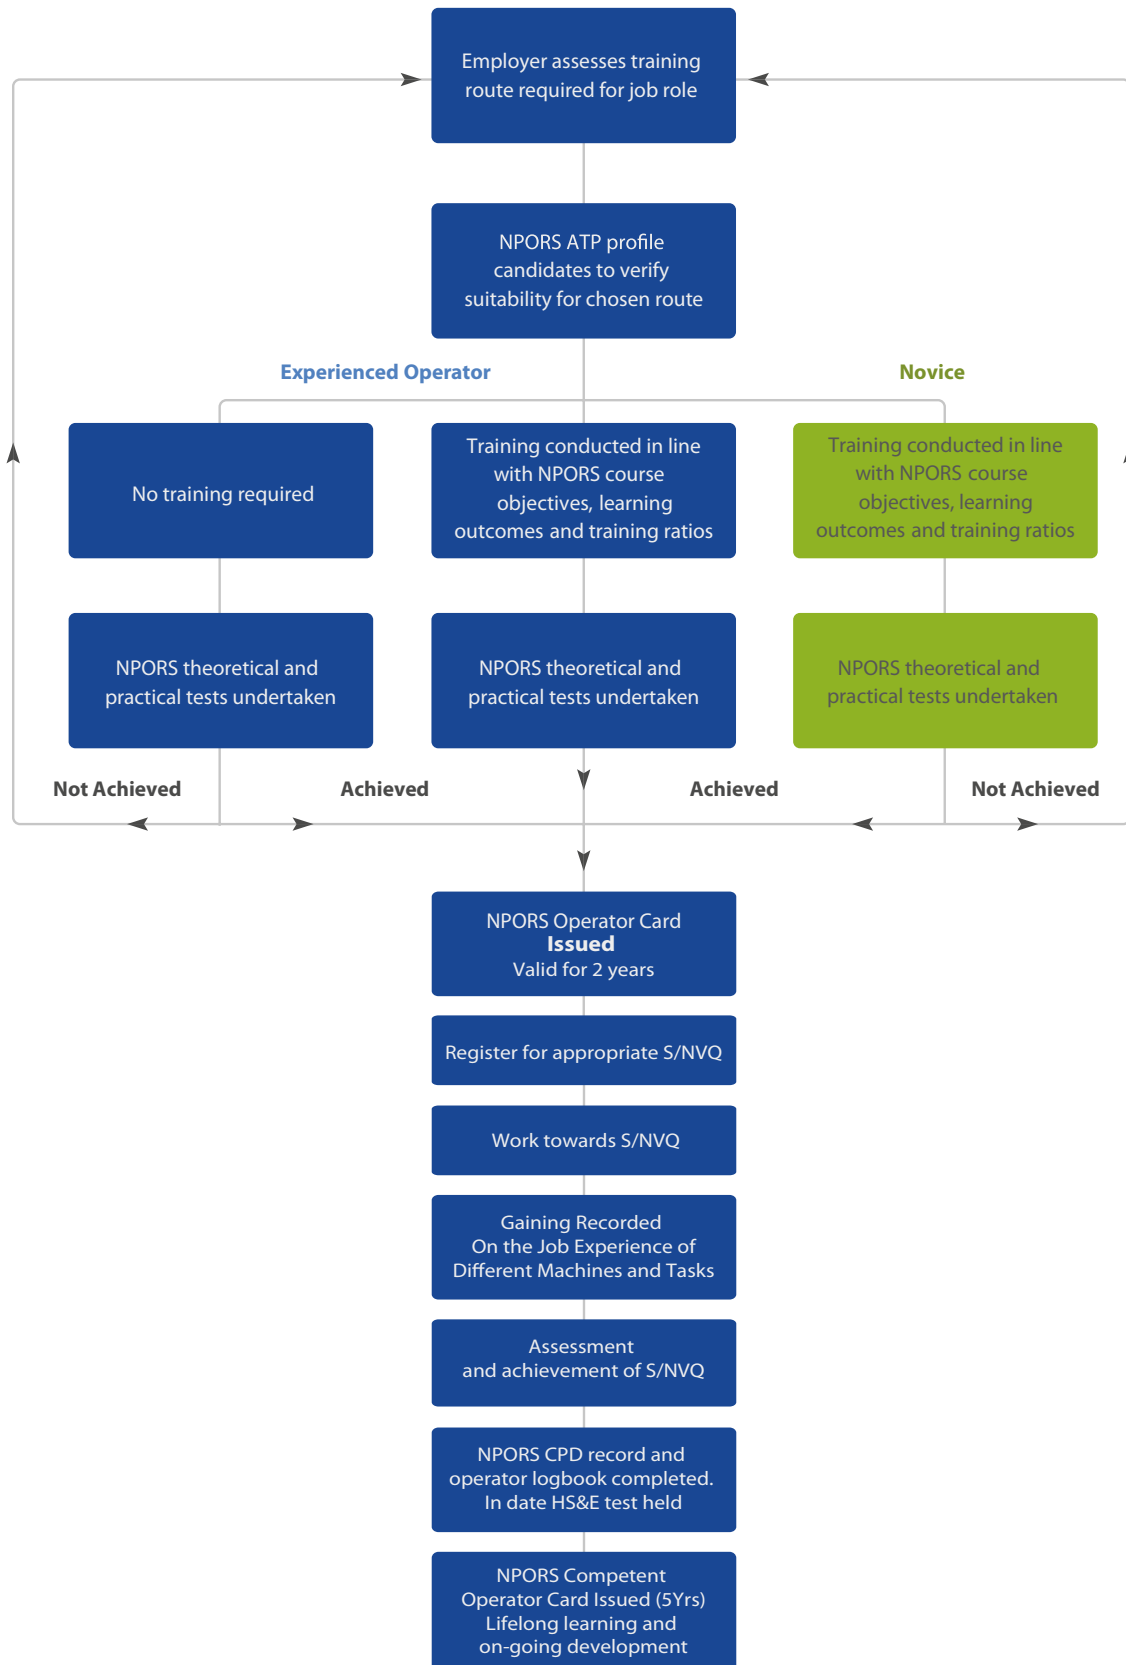 Employer assesses training
route required for job role
NPORS ATP profile
candidates to verify
suitability for chosen route
Experienced Operator
Novice
No training required
Training conducted in line
with NPORS course
objectives, learning
outcomes and training ratios
Training conducted in line
with NPORS course
objectives, learning
outcomes and training ratios
NPORS theoretical and
practical tests undertaken
NPORS theoretical and
practical tests undertaken
NPORS theoretical and
practical tests undertaken
Not Achieved
Achieved
Achieved
Not Achieved
NPORS Operator Card
Issued
Valid for 2 years
Register for appropriate S/NVQ
Work towards S/NVQ
Gaining Recorded
On the Job Experience of
Different Machines and Tasks
Assessment
and achievement of S/NVQ
NPORS CPD record and
operator logbook completed.
In date HS&E test held
NPORS Competent
Operator Card Issued (5Yrs)
Lifelong learning and
on-going development